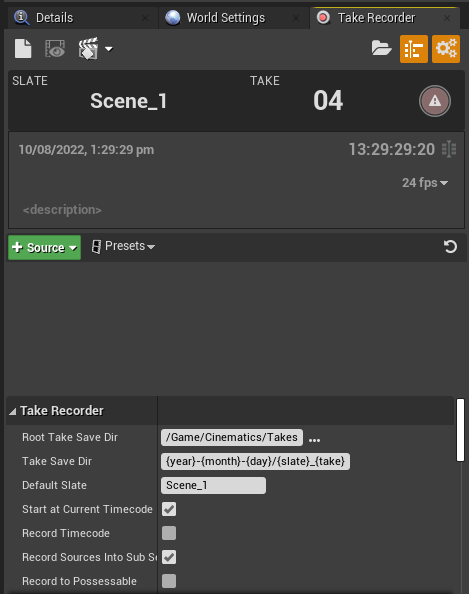 Details
World Settings
Take Recorder
SLATE
TAKE
Scene_1
04
10/08/2022, 1:29:29 pm
13:29:29:20
24 fps
<description>
+ Source
Presets
Take Recorder
Root Take Save Dir
/Game/Cinematics/Takes
...
Take Save Dir
{year}-{month}-{day}/{slate}_{take}
Default Slate
Scene_1
Start at Current Timecode
Record Timecode
Record Sources Into Sub Se
Record to Possessable